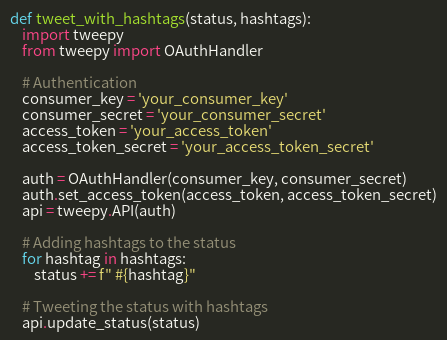 def tweet_with_hashtags(status, hashtags):
    import tweepy
    from tweepy import OAuthHandler

    # Authentication
    consumer_key = 'your_consumer_key'
    consumer_secret = 'your_consumer_secret'
    access_token = 'your_access_token'
    access_token_secret = 'your_access_token_secret'

    auth = OAuthHandler(consumer_key, consumer_secret)
    auth.set_access_token(access_token, access_token_secret)
    api = tweepy.API(auth)

    # Adding hashtags to the status
    for hashtag in hashtags:
        status += f" #{hashtag}"

    # Tweeting the status with hashtags
    api.update_status(status)